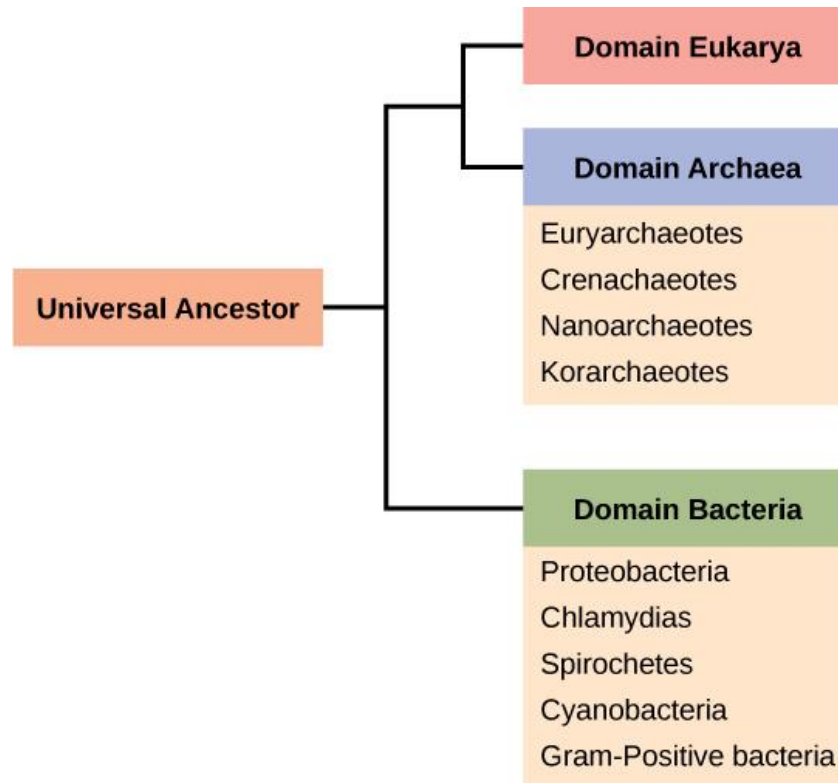 Domain Eukarya
Domain Archaea
Euryarchaeotes
Crenachaeotes
Nanoarchaeotes
Korarchaeotes
Universal Ancestor
Domain Bacteria
Proteobacteria
Chlamydias
Spirochetes
Cyanobacteria
Gram-Positive bacteria